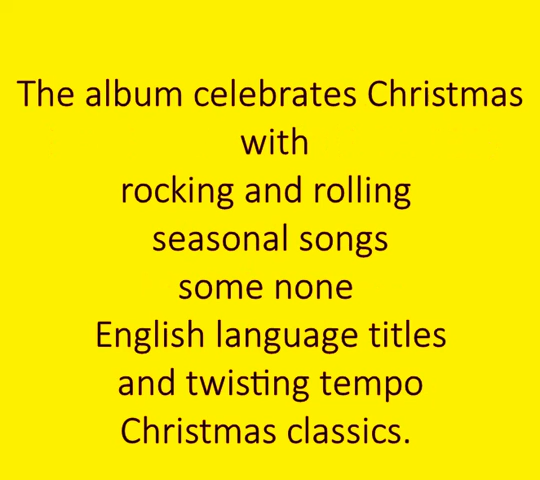 The album celebrates Christmas
with
rocking and rolling
seasonal songs
some none
English language titles
and twisting tempo
Christmas classics.